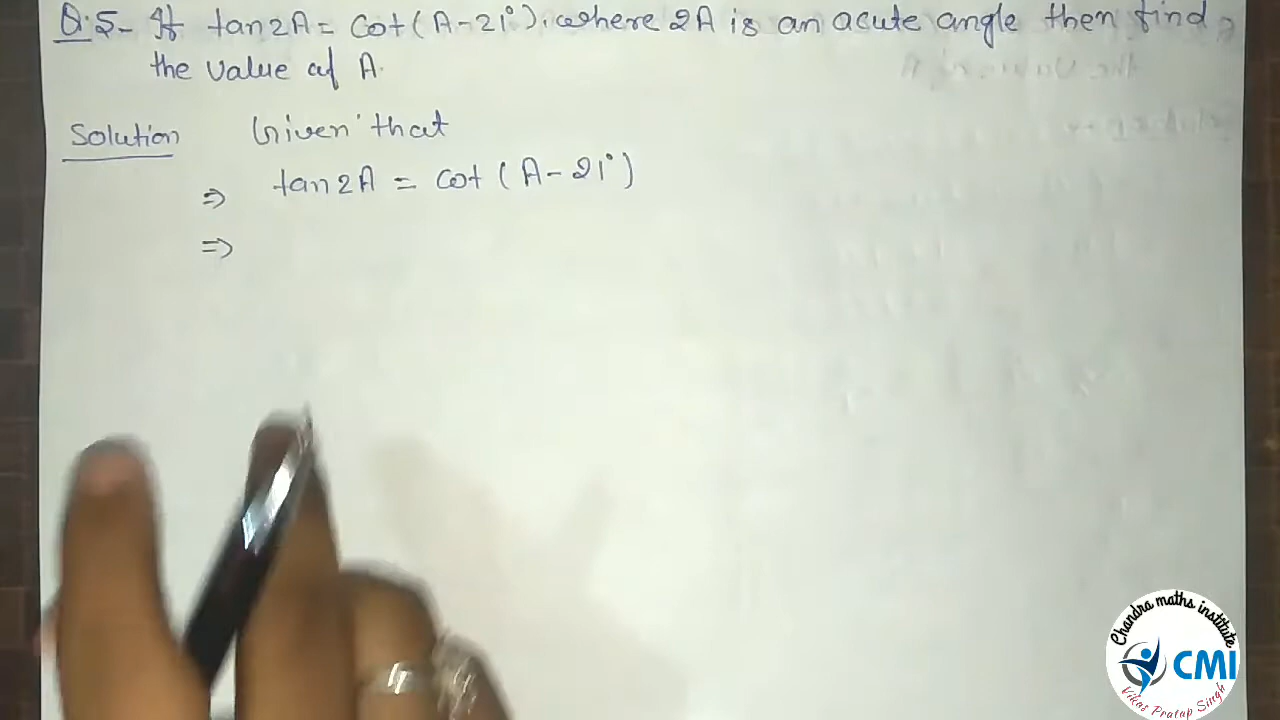 Q.5- If tan2A = cot(A-21°), where 2A is an acute angle then find
the value of A.
Solution Given that
⇒ tan2A = cot(A-21°)
⇒
Chandra maths institute
CMI
Vikas Pratap Singh